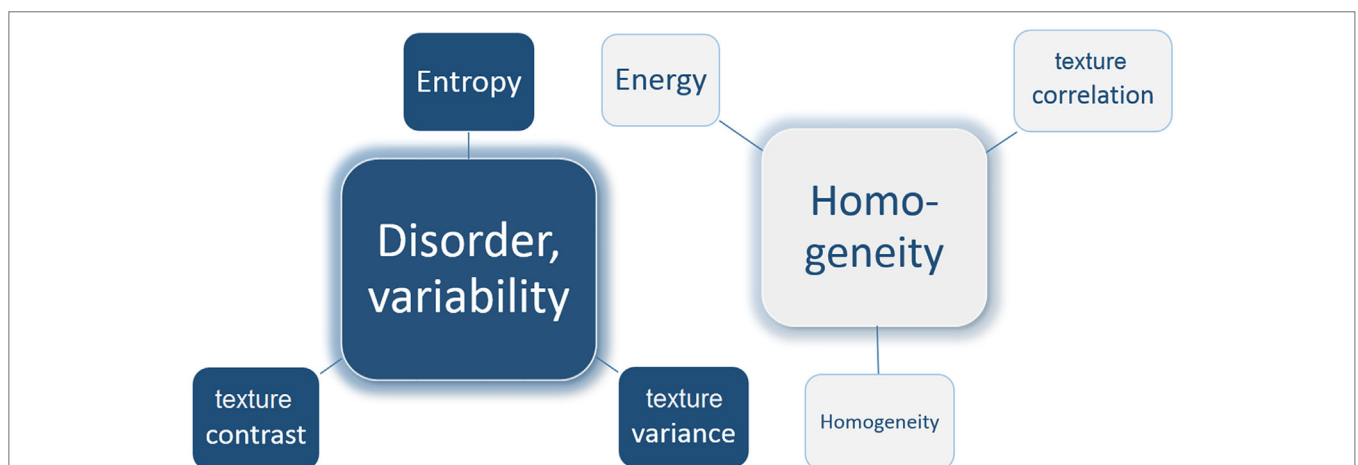 Entropy
Disorder,
variability
texture
contrast
texture
variance
Energy
texture
correlation
Homo-
geneity
Homogeneity